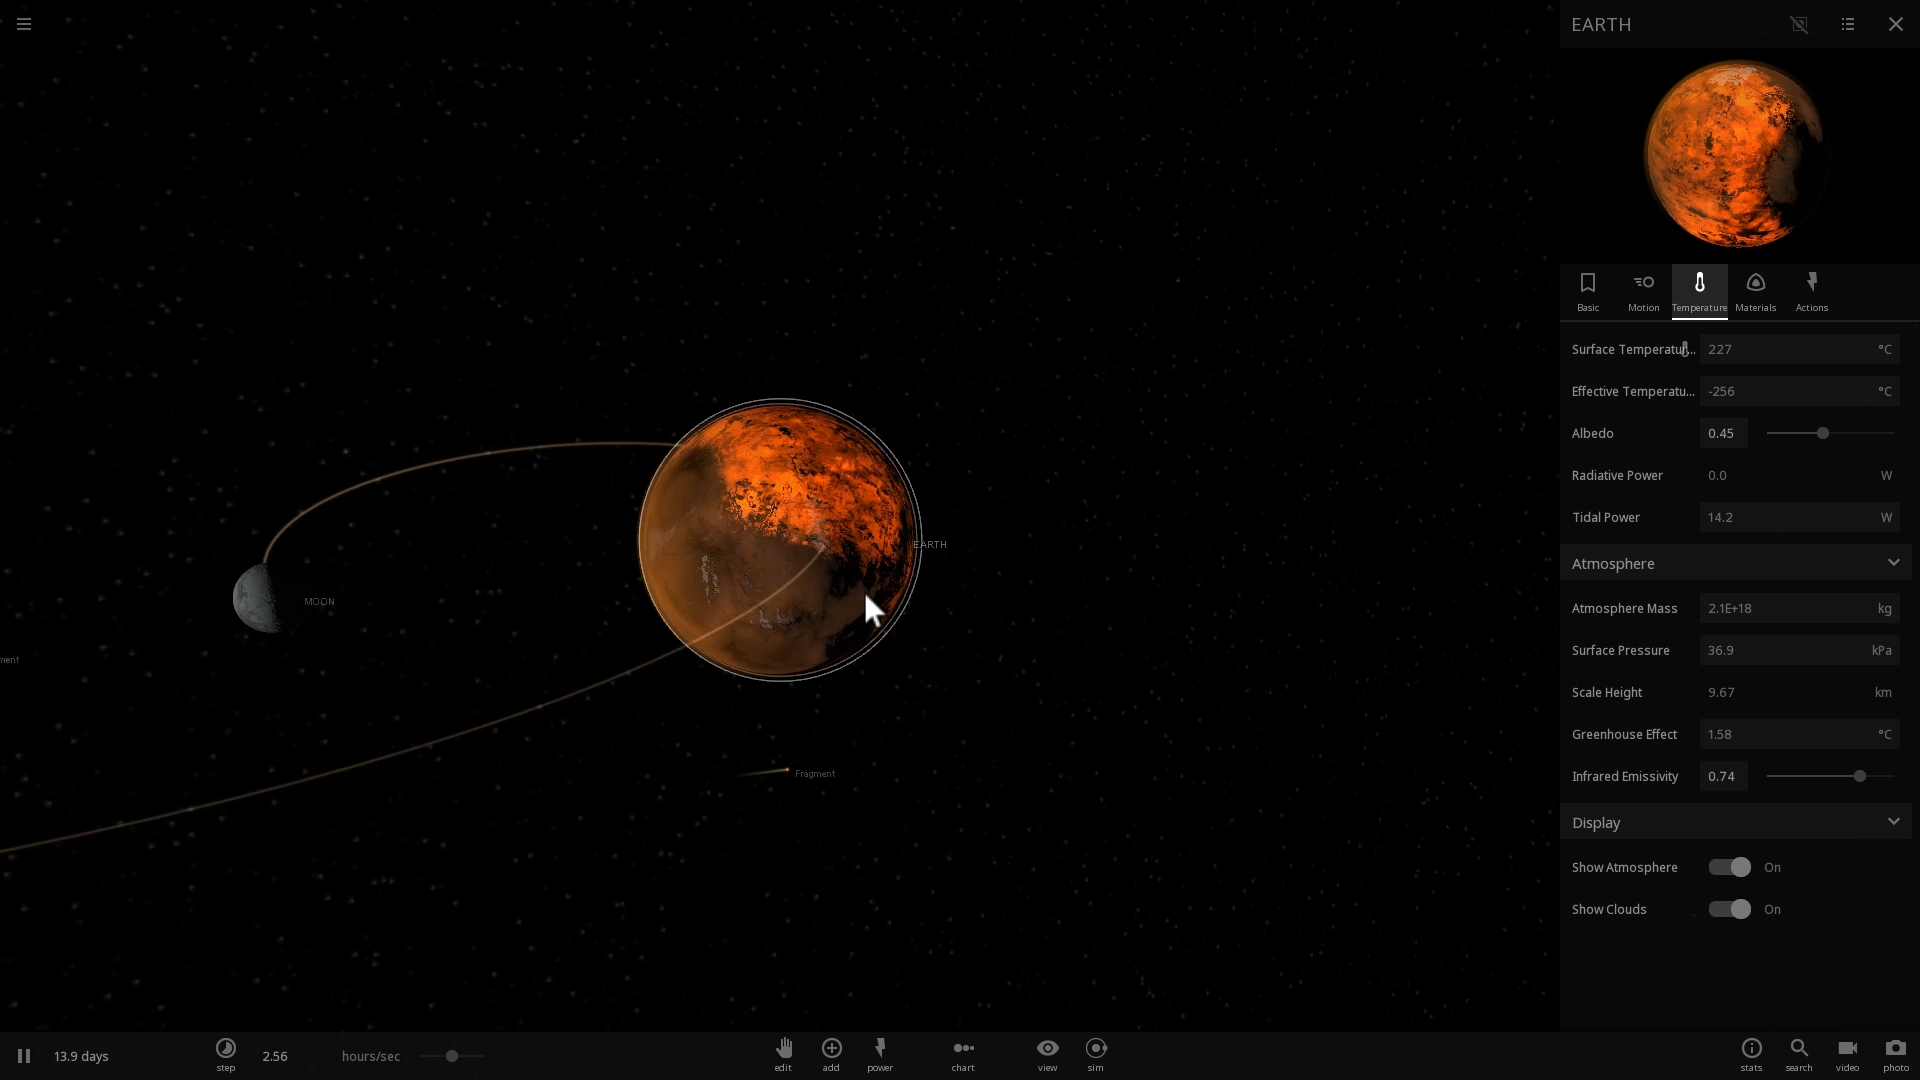 EARTH
Basic Motion Temperature Materials Actions
Surface Temperatur... 227 °C
Effective Temperatu... -256 °C
Albedo 0.45
Radiative Power 0.0 W
Tidal Power 14.2 W
Atmosphere
Atmosphere Mass 2.1E+18 kg
Surface Pressure 36.9 kPa
Scale Height 9.67 km
Greenhouse Effect 1.58 °C
Infrared Emissivity 0.74
Display
Show Atmosphere On
Show Clouds On
EARTH
MOON
ment
Fragment
13.9 days step 2.56 hours/sec edit add power chart view sim stats search video photo